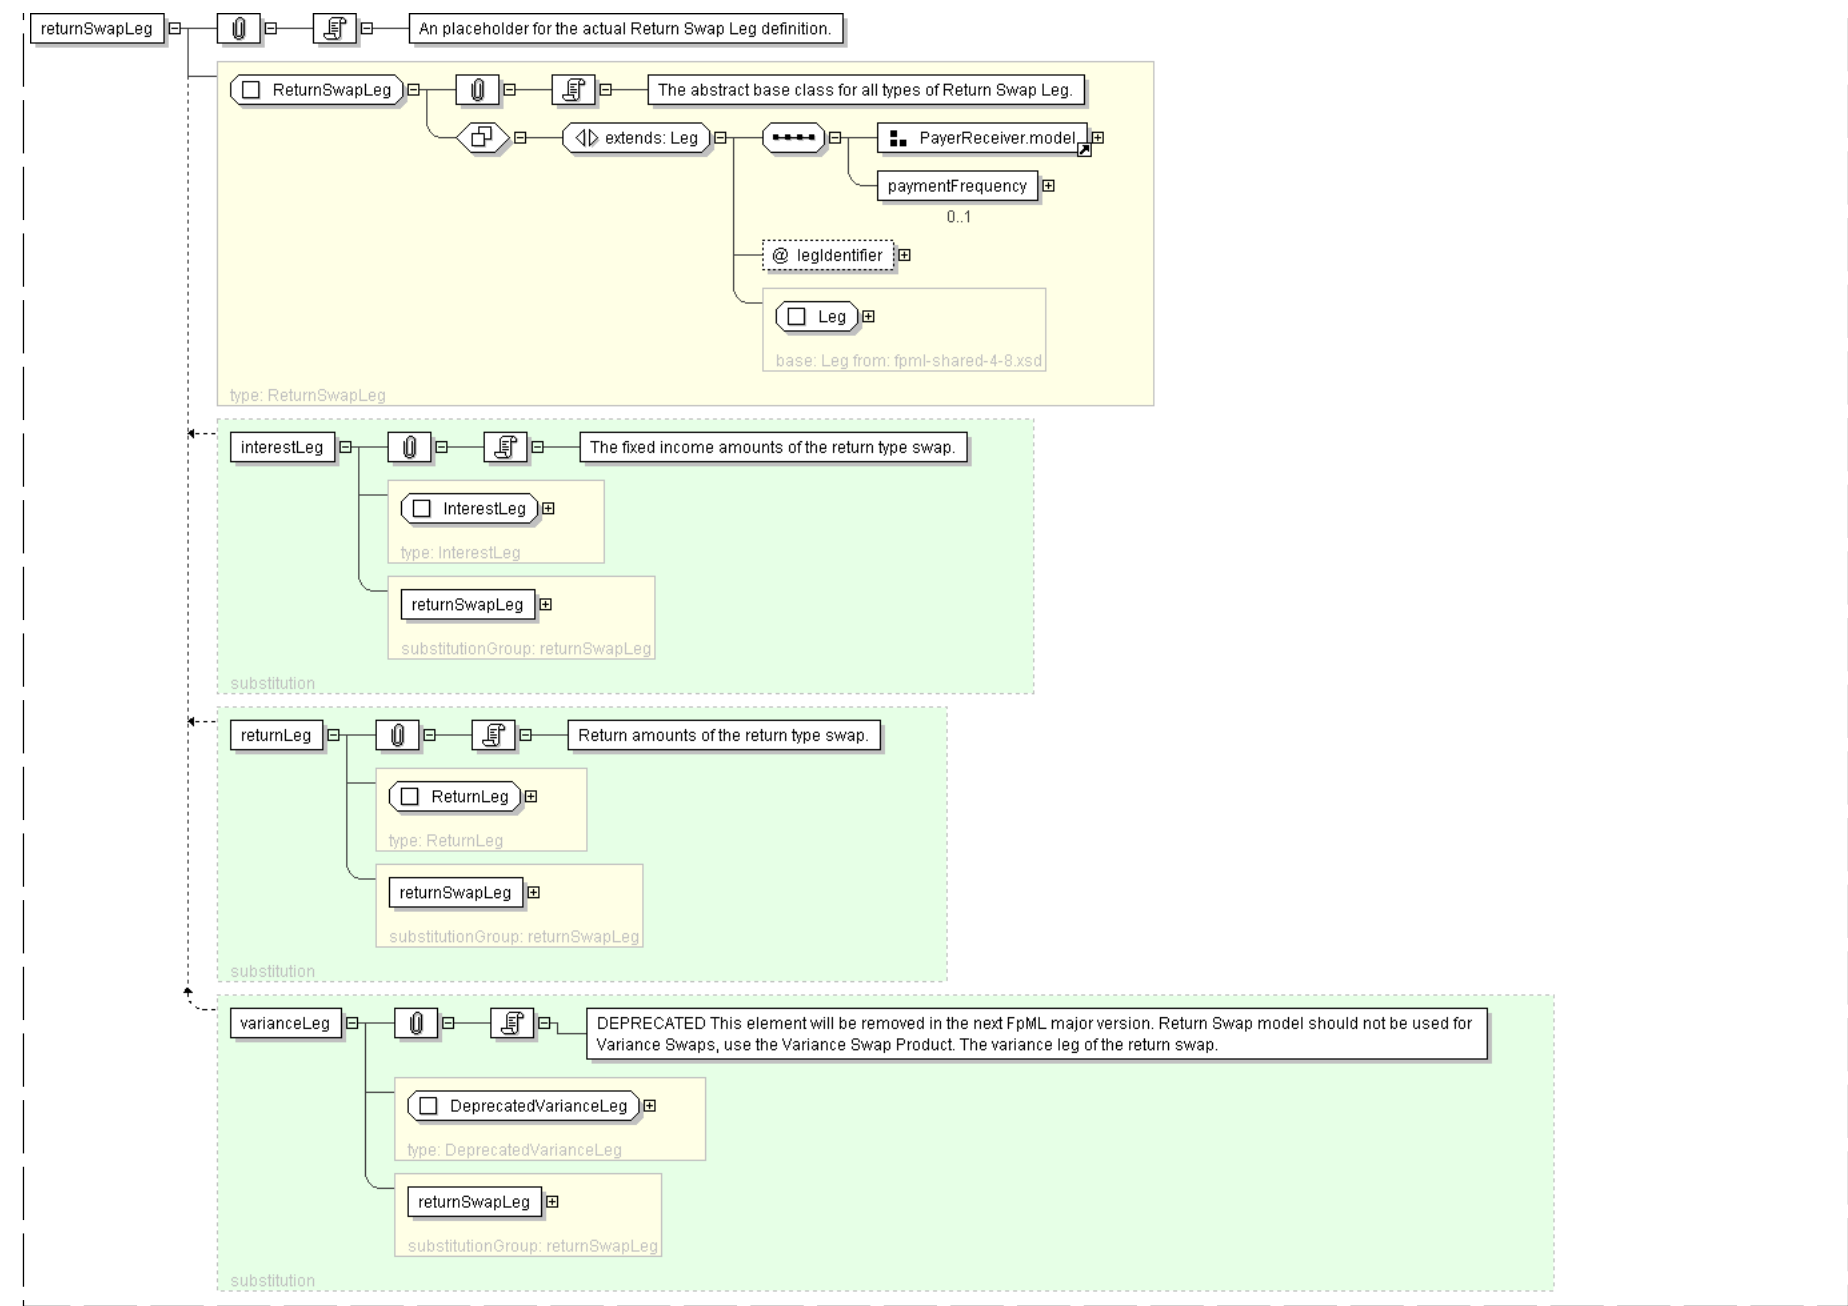 returnSwapLeg
An placeholder for the actual Return Swap Leg definition.
ReturnSwapLeg
The abstract base class for all types of Return Swap Leg.
extends: Leg
PayerReceiver.model
paymentFrequency
0..1
@ legIdentifier
Leg
base: Leg from: fpml-shared-4-8.xsd
type: ReturnSwapLeg
interestLeg
The fixed income amounts of the return type swap.
InterestLeg
type: InterestLeg
returnSwapLeg
substitutionGroup: returnSwapLeg
substitution
returnLeg
Return amounts of the return type swap.
ReturnLeg
type: ReturnLeg
returnSwapLeg
substitutionGroup: returnSwapLeg
substitution
varianceLeg
DEPRECATED This element will be removed in the next FpML major version. Return Swap model should not be used for
Variance Swaps, use the Variance Swap Product. The variance leg of the return swap.
DeprecatedVarianceLeg
type: DeprecatedVarianceLeg
returnSwapLeg
substitutionGroup: returnSwapLeg
substitution